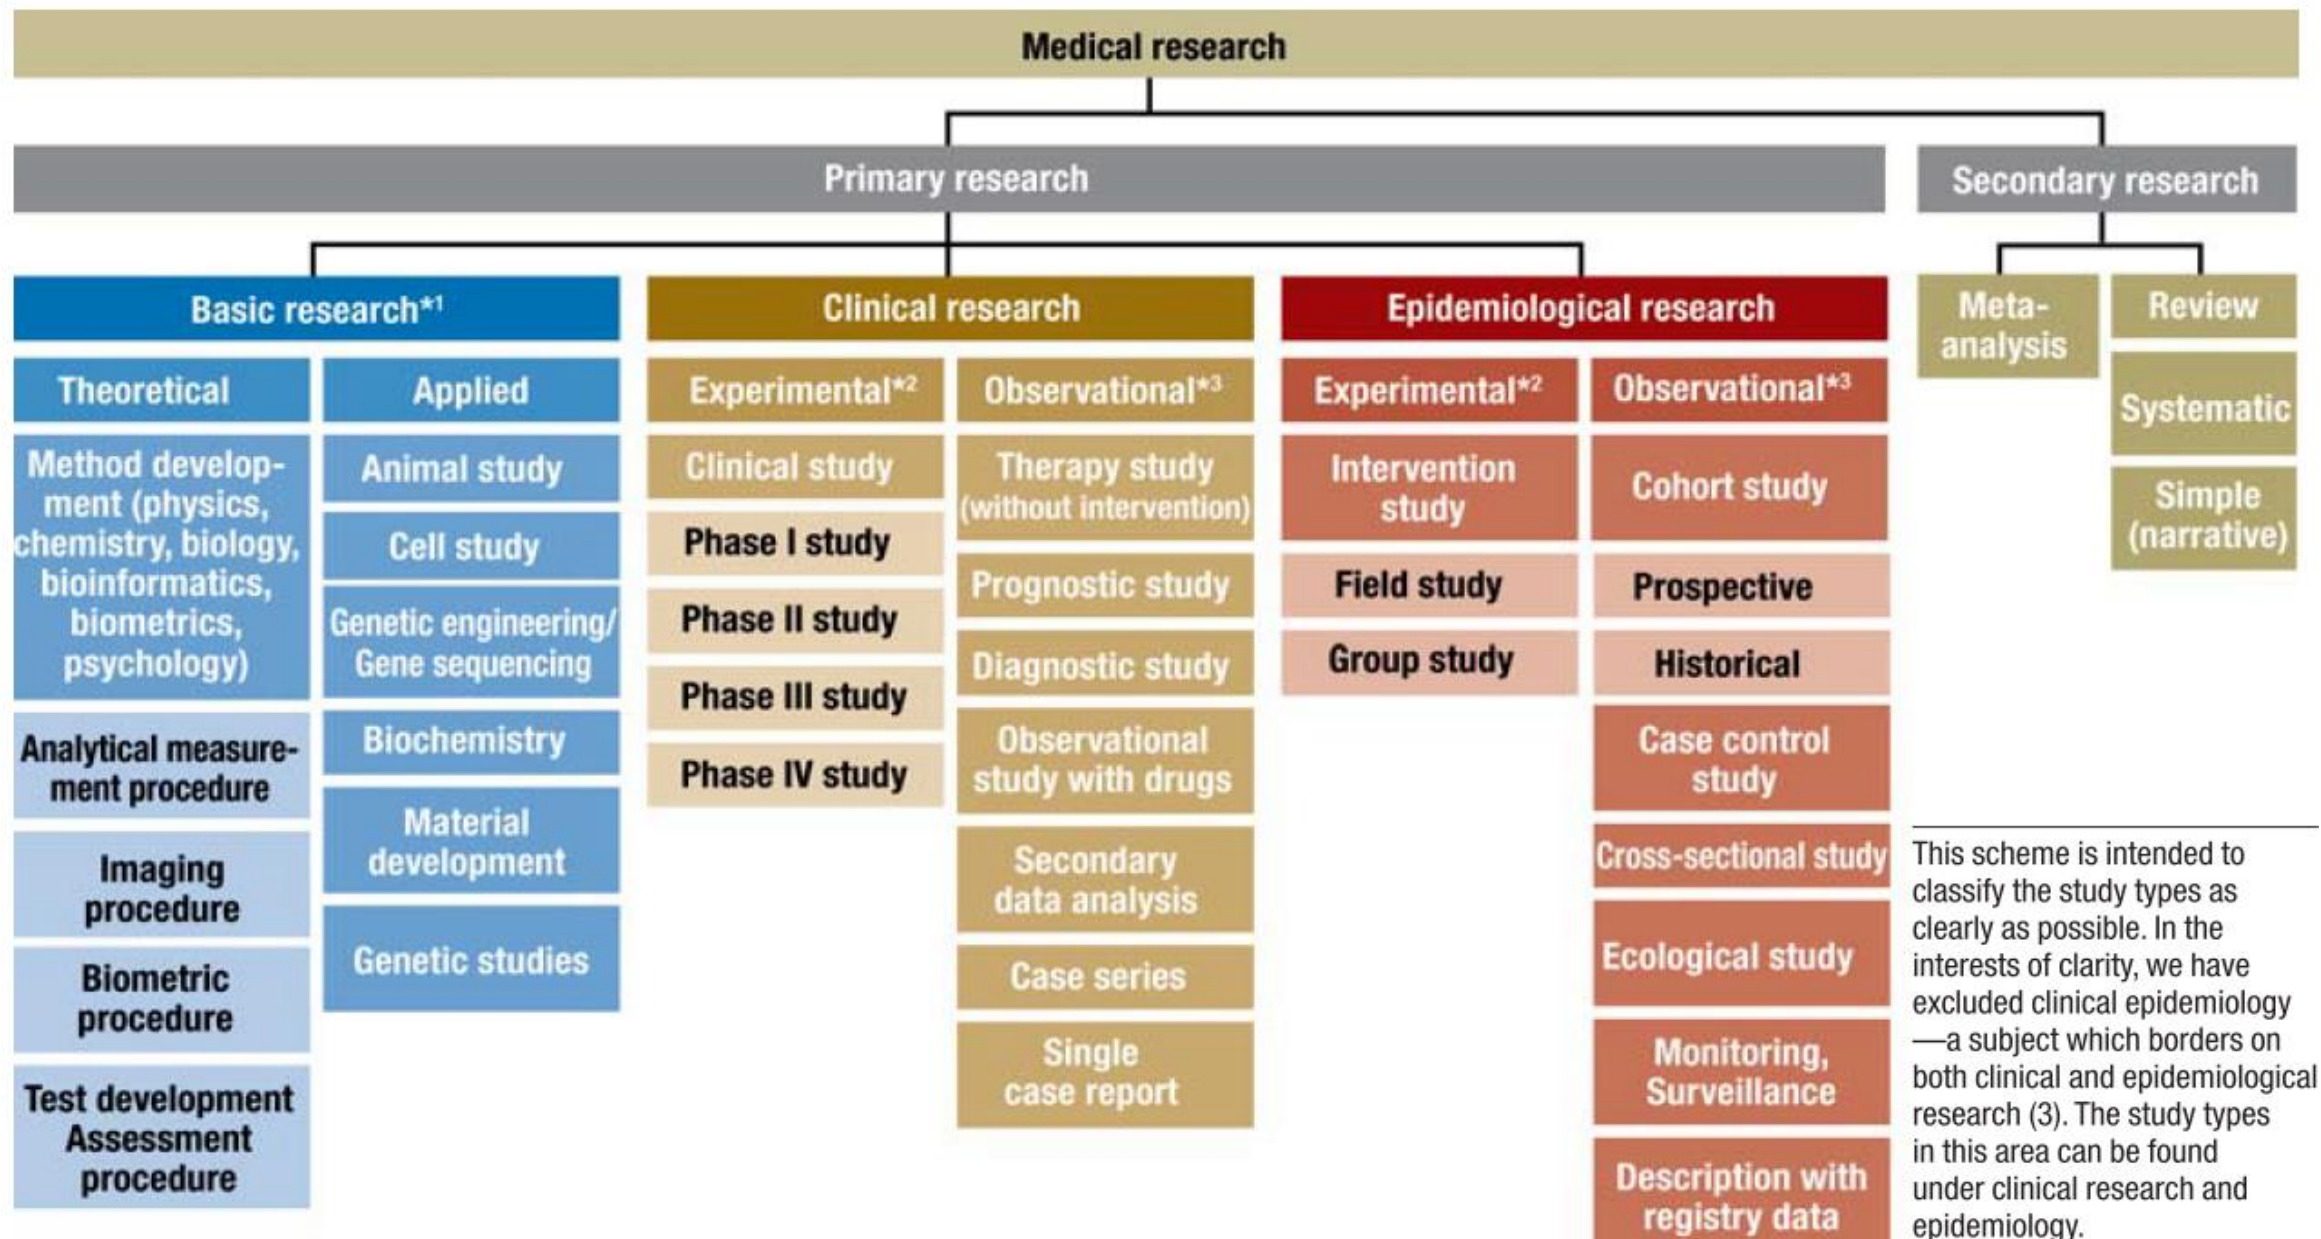 Medical research
Primary research
Secondary research
Basic research*1
Clinical research
Epidemiological research
Meta-
analysis
Review
Systematic
Simple
(narrative)
Theoretical
Method develop-
ment (physics,
chemistry, biology,
bioinformatics,
biometrics,
psychology)
Analytical measure-
ment procedure
Imaging
procedure
Biometric
procedure
Test development
Assessment
procedure
Applied
Animal study
Cell study
Genetic engineering/
Gene sequencing
Biochemistry
Material
development
Genetic studies
Experimental*2
Clinical study
Phase I study
Phase II study
Phase III study
Phase IV study
Observational*3
Therapy study
(without intervention)
Prognostic study
Diagnostic study
Observational
study with drugs
Secondary
data analysis
Case series
Single
case report
Experimental*2
Intervention
study
Field study
Group study
Observational*3
Cohort study
Prospective
Historical
Case control
study
Cross-sectional study
Ecological study
Monitoring,
Surveillance
Description with
registry data
This scheme is intended to
classify the study types as
clearly as possible. In the
interests of clarity, we have
excluded clinical epidemiology
—a subject which borders on
both clinical and epidemiological
research (3). The study types
in this area can be found
under clinical research and
epidemiology.